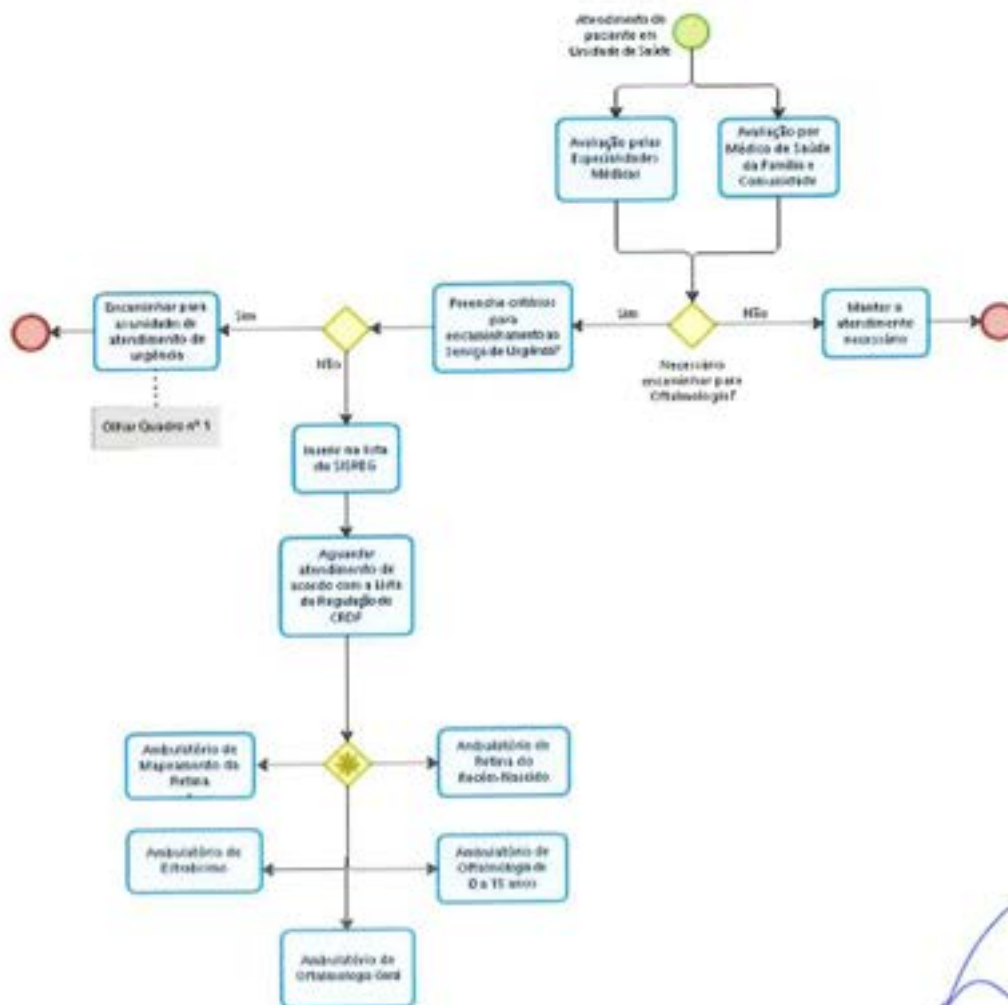 Atendimento de
paciente em
Unidade de Saúde
Avaliação pelas
Especialidades
Médicas
Avaliação por
Médico de Saúde
da Família e
Comunidade
Encaminhar para
as unidades de
atendimento de
urgência
Sim
Preenche critérios
para
encaminhamento ao
Serviço de Urgência?
Sim
Não
Manter o
atendimento
necessário
Não
Necessário
encaminhar para
Oftalmologia?
Olhar Quadro nº 1
Inserir na lista
do SISREG
Aguardar
atendimento de
acordo com a Lista
de Regulação do
CRDF
Ambulatório de
Mapeamento da
Retina
Ambulatório de
Retina do
Recém-Nascido
Ambulatório de
Estrabismo
Ambulatório de
Oftalmologia de
0 a 15 anos
Ambulatório de
Oftalmologia Geral